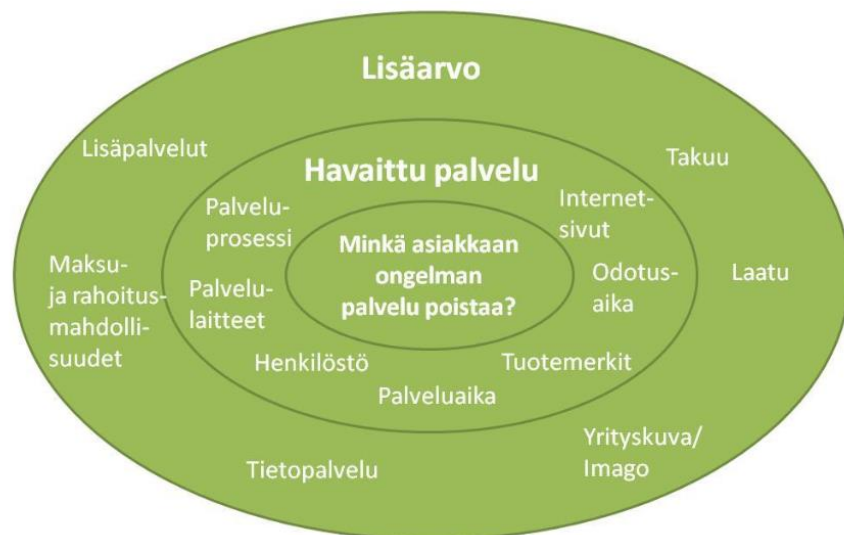 Lisäarvo
Lisäpalvelut
Takuu
Havaittu palvelu
Palvelu-
prosessi
Internet-
sivut
Minkä asiakkaan
ongelman
palvelu poistaa?
Maksu-
ja rahoitus-
mahdolli-
suudet
Palvelu-
laitteet
Odotus-
aika
Laatu
Henkilöstö
Tuotemerkit
Palveluaika
Yrityskuva/
Imago
Tietopalvelu